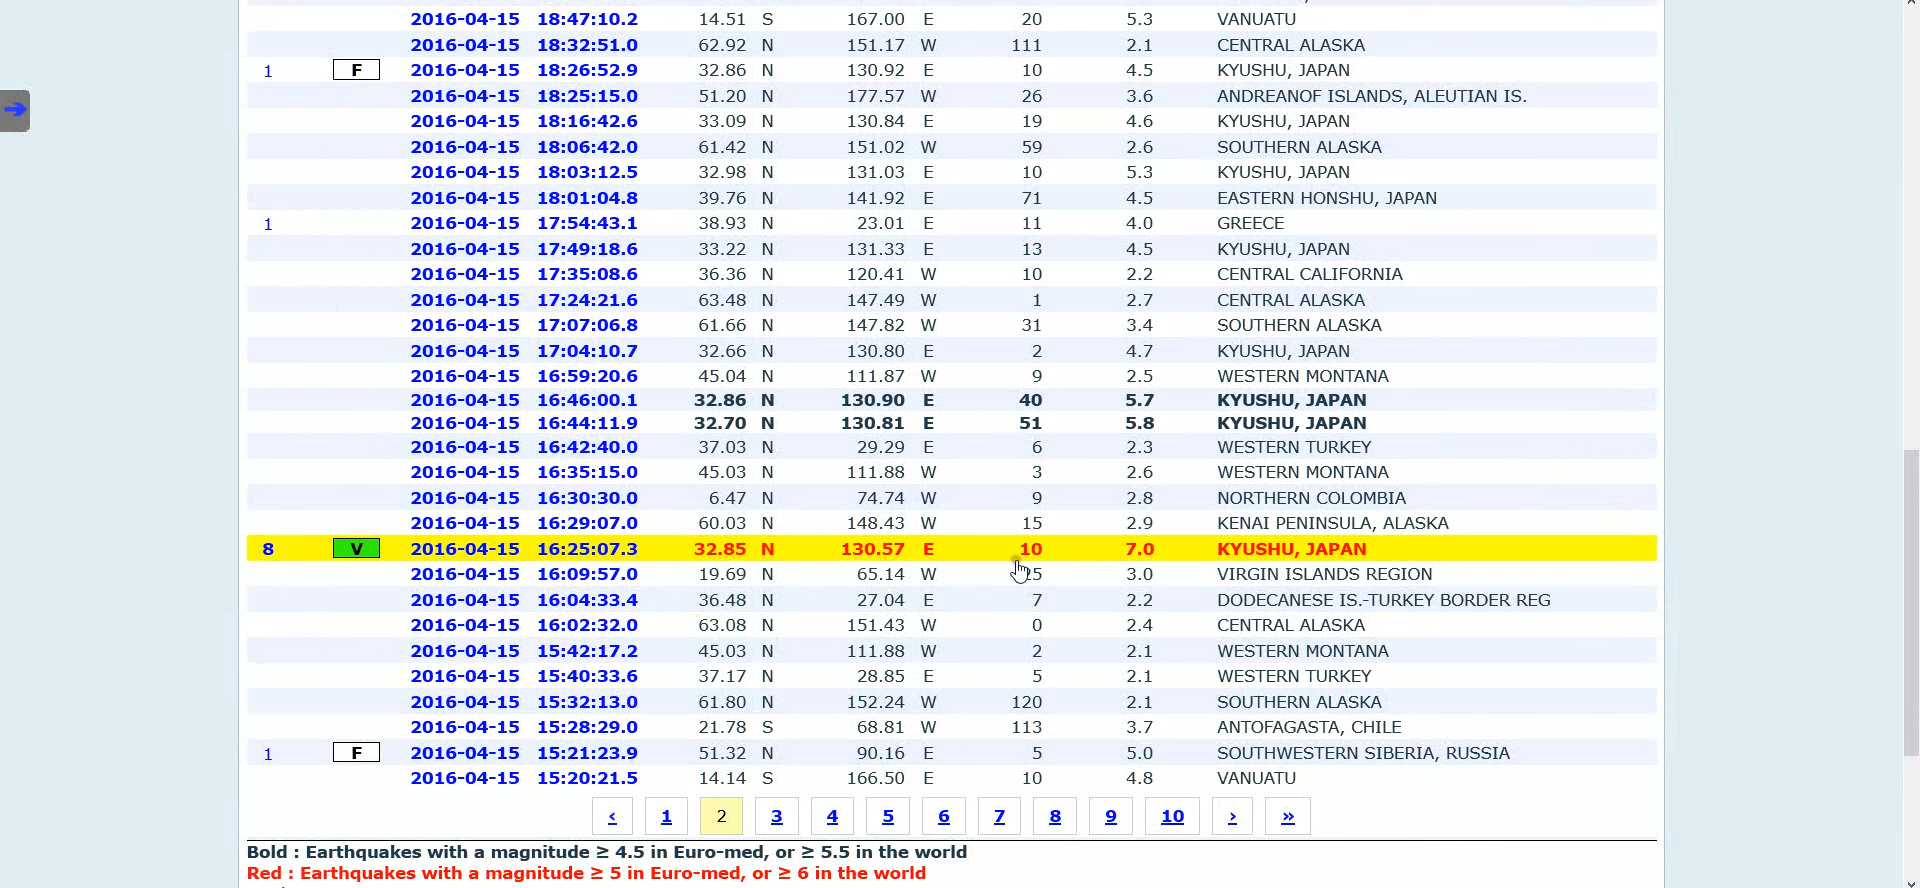 2016-04-15 18:47:10.2 14.51 S 167.00 E 20 5.3 VANUATU
2016-04-15 18:32:51.0 62.92 N 151.17 W 111 2.1 CENTRAL ALASKA
1 F 2016-04-15 18:26:52.9 32.86 N 130.92 E 10 4.5 KYUSHU, JAPAN
2016-04-15 18:25:15.0 51.20 N 177.57 W 26 3.6 ANDREANOF ISLANDS, ALEUTIAN IS.
2016-04-15 18:16:42.6 33.09 N 130.84 E 19 4.6 KYUSHU, JAPAN
2016-04-15 18:06:42.0 61.42 N 151.02 W 59 2.6 SOUTHERN ALASKA
2016-04-15 18:03:12.5 32.98 N 131.03 E 10 5.3 KYUSHU, JAPAN
2016-04-15 18:01:04.8 39.76 N 141.92 E 71 4.5 EASTERN HONSHU, JAPAN
1 2016-04-15 17:54:43.1 38.93 N 23.01 E 11 4.0 GREECE
2016-04-15 17:49:18.6 33.22 N 131.33 E 13 4.5 KYUSHU, JAPAN
2016-04-15 17:35:08.6 36.36 N 120.41 W 10 2.2 CENTRAL CALIFORNIA
2016-04-15 17:24:21.6 63.48 N 147.49 W 1 2.7 CENTRAL ALASKA
2016-04-15 17:07:06.8 61.66 N 147.82 W 31 3.4 SOUTHERN ALASKA
2016-04-15 17:04:10.7 32.66 N 130.80 E 2 4.7 KYUSHU, JAPAN
2016-04-15 16:59:20.6 45.04 N 111.87 W 9 2.5 WESTERN MONTANA
2016-04-15 16:46:00.1 32.86 N 130.90 E 40 5.7 KYUSHU, JAPAN
2016-04-15 16:44:11.9 32.70 N 130.81 E 51 5.8 KYUSHU, JAPAN
2016-04-15 16:42:40.0 37.03 N 29.29 E 6 2.3 WESTERN TURKEY
2016-04-15 16:35:15.0 45.03 N 111.88 W 3 2.6 WESTERN MONTANA
2016-04-15 16:30:30.0 6.47 N 74.74 W 9 2.8 NORTHERN COLOMBIA
2016-04-15 16:29:07.0 60.03 N 148.43 W 15 2.9 KENAI PENINSULA, ALASKA
8 V 2016-04-15 16:25:07.3 32.85 N 130.57 E 10 7.0 KYUSHU, JAPAN
2016-04-15 16:09:57.0 19.69 N 65.14 W 3.0 VIRGIN ISLANDS REGION
2016-04-15 16:04:33.4 36.48 N 27.04 E 7 2.2 DODECANESE IS.-TURKEY BORDER REG
2016-04-15 16:02:32.0 63.08 N 151.43 W 0 2.4 CENTRAL ALASKA
2016-04-15 15:42:17.2 45.03 N 111.88 W 2 2.1 WESTERN MONTANA
2016-04-15 15:40:33.6 37.17 N 28.85 E 5 2.1 WESTERN TURKEY
2016-04-15 15:32:13.0 61.80 N 152.24 W 120 2.1 SOUTHERN ALASKA
2016-04-15 15:28:29.0 21.78 S 68.81 W 113 3.7 ANTOFAGASTA, CHILE
1 F 2016-04-15 15:21:23.9 51.32 N 90.16 E 5 5.0 SOUTHWESTERN SIBERIA, RUSSIA
2016-04-15 15:20:21.5 14.14 S 166.50 E 10 4.8 VANUATU
‹ 1 2 3 4 5 6 7 8 9 10 › »
Bold : Earthquakes with a magnitude ≥ 4.5 in Euro-med, or ≥ 5.5 in the world
Red : Earthquakes with a magnitude ≥ 5 in Euro-med, or ≥ 6 in the world